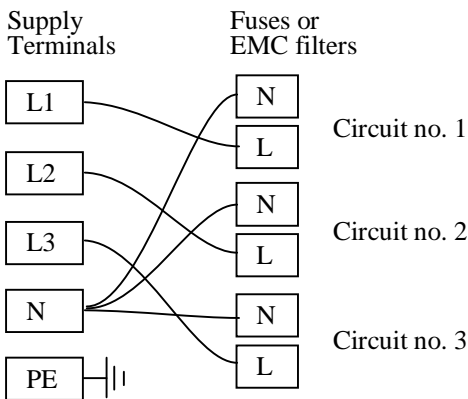 Supply
Terminals
Fuses or
EMC filters
L1
L2
L3
N
PE
N
L
Circuit no. 1
N
L
Circuit no. 2
N
L
Circuit no. 3